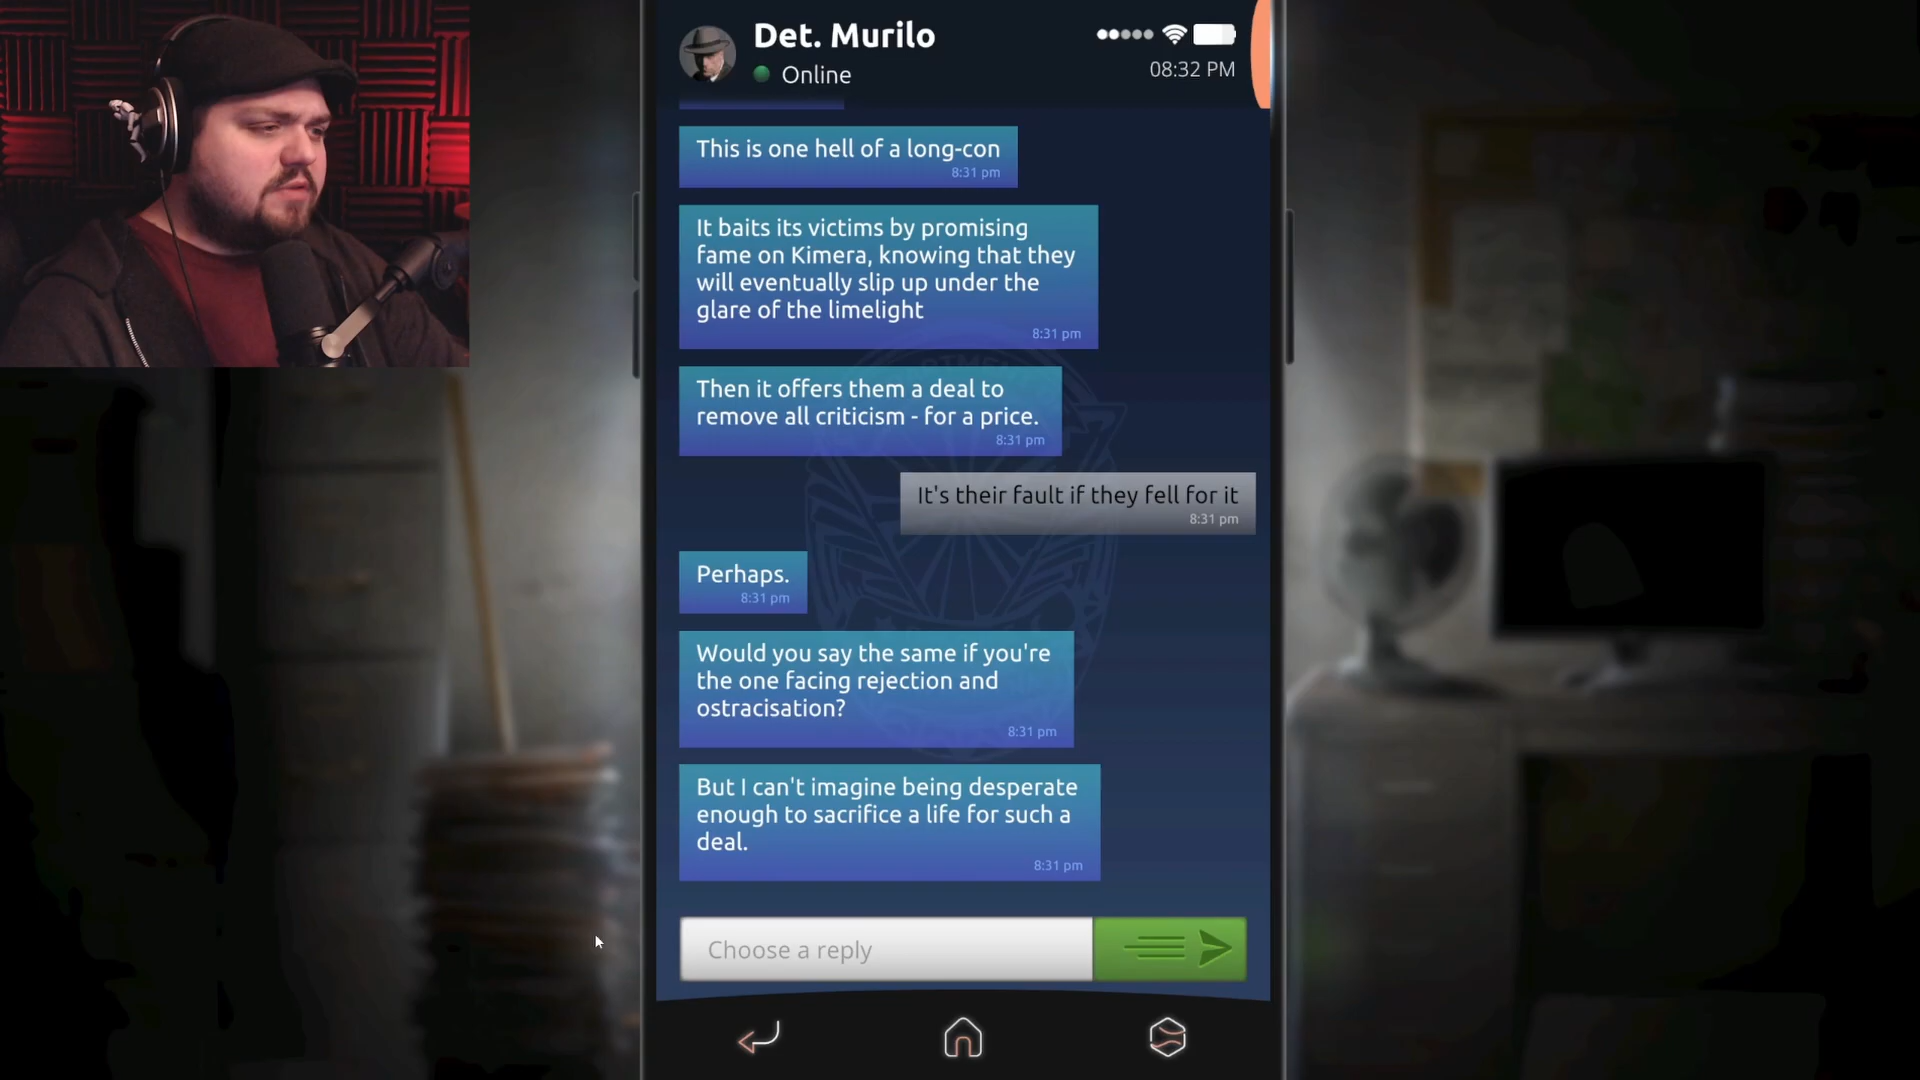 Det. Murilo
Online
08:32 PM
This is one hell of a long-con
8:31 pm
It baits its victims by promising
fame on Kimera, knowing that they
will eventually slip up under the
glare of the limelight
8:31 pm
Then it offers them a deal to
remove all criticism - for a price.
8:31 pm
It's their fault if they fell for it
8:31 pm
Perhaps.
8:31 pm
Would you say the same if you're
the one facing rejection and
ostracisation?
8:31 pm
But I can't imagine being desperate
enough to sacrifice a life for such a
deal.
8:31 pm
Choose a reply